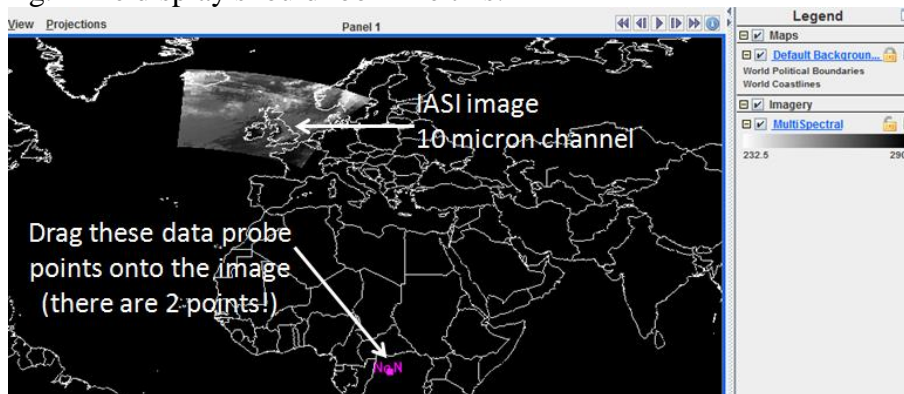 View Projections
Panel 1
Legend
Maps
Default Backgroun...
World Political Boundaries
World Coastlines
Imagery
MultiSpectral
232.5
290
IASI image
10 micron channel
Drag these data probe
points onto the image
(there are 2 points!)